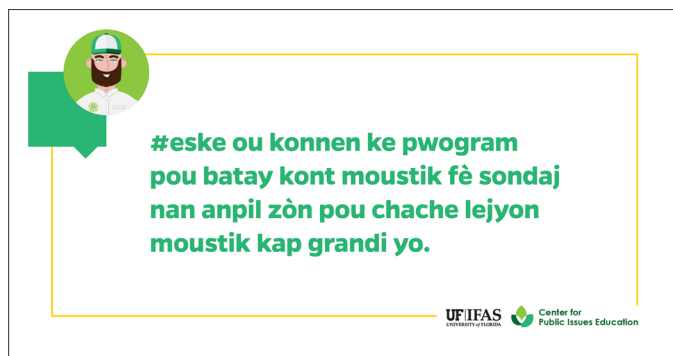 #eske ou konnen ke pwogram
pou batay kont moustik fè sondaj
nan anpil zòn pou chache lejyon
moustik kap grandi yo.
UF|IFAS
UNIVERSITY of FLORIDA
Center for
Public Issues Education